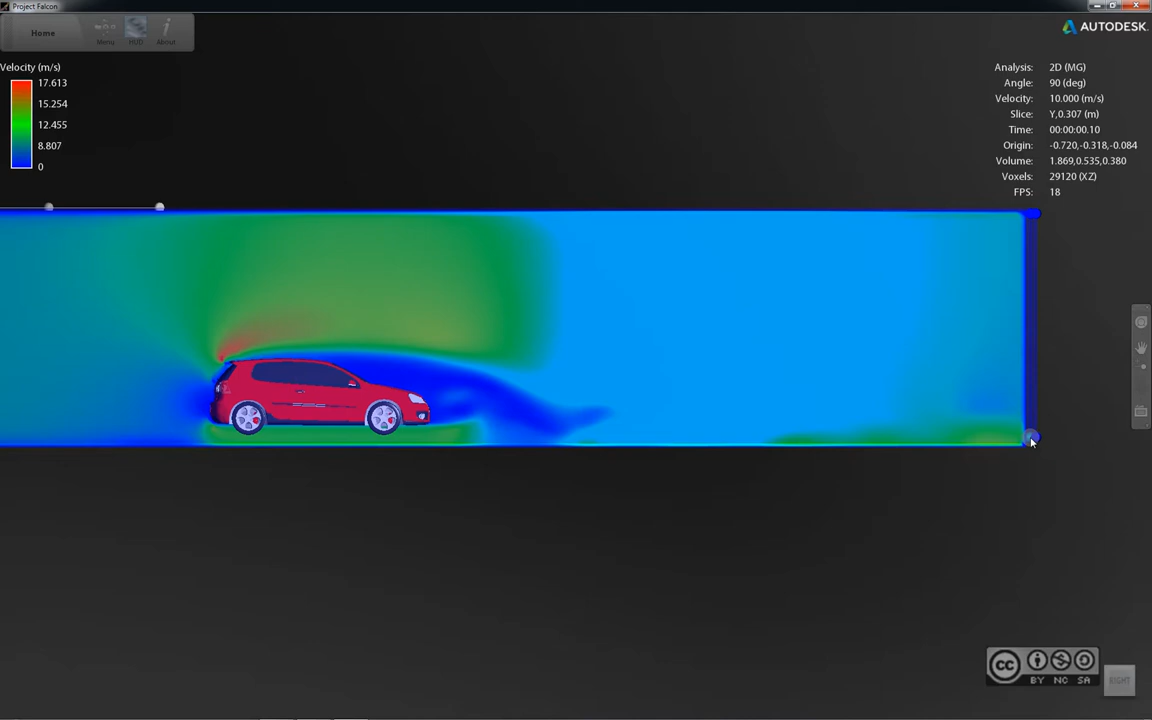 Project Falcon
Home
Menu
HUD
About
AUTODESK.
Velocity (m/s)
17.613
15.254
12.455
8.807
0
Analysis: 2D (MG)
Angle: 90 (deg)
Velocity: 10.000 (m/s)
Slice: Y,0.307 (m)
Time: 00:00:00.10
Origin: -0.720,-0.318,-0.084
Volume: 1.869,0.535,0.380
Voxels: 29120 (XZ)
FPS: 18
cc
BY NC SA
RIGHT